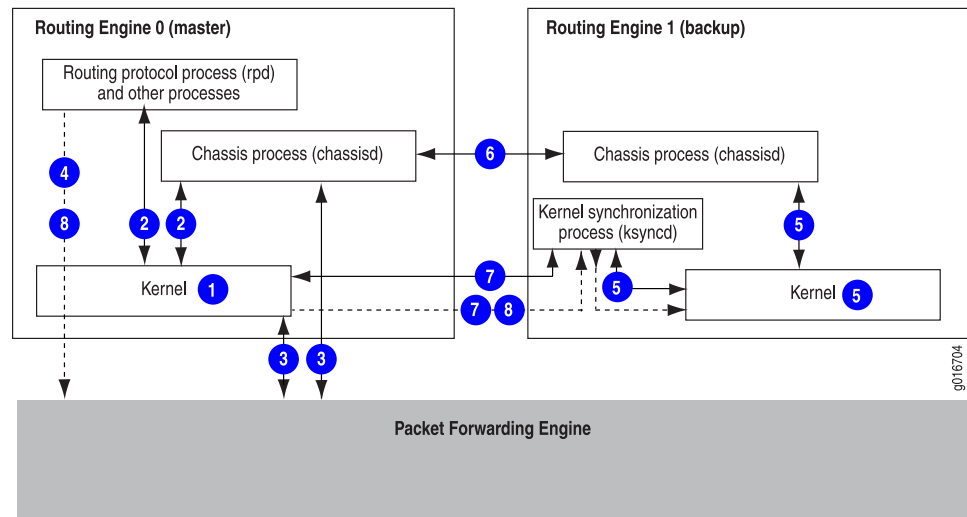 Routing Engine 0 (master)
Routing protocol process (rpd)
and other processes
Chassis process (chassisd)
4
8
2
2
Kernel 1
3
3
6
7
7 8
Routing Engine 1 (backup)
Chassis process (chassisd)
Kernel synchronization
process (ksyncd)
5
5
Kernel 5
g016704
Packet Forwarding Engine